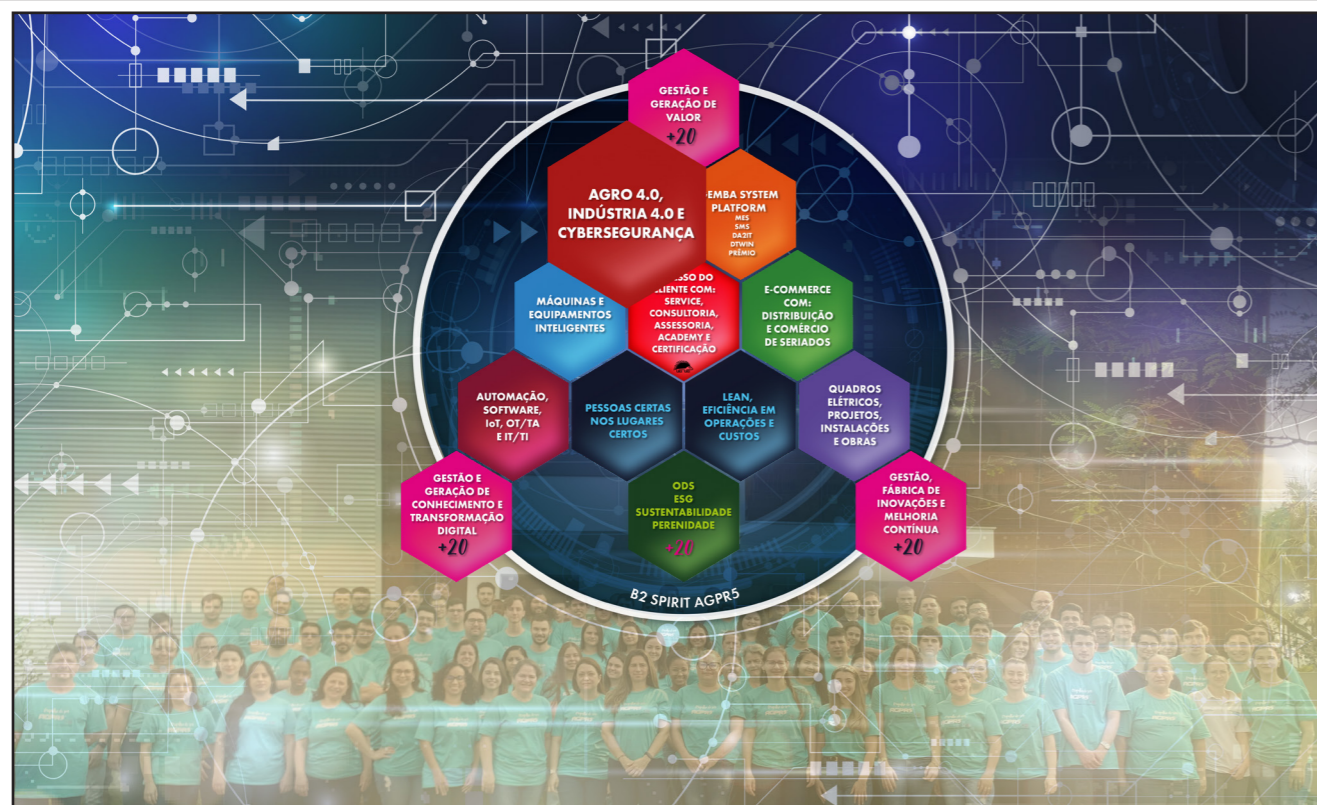 GESTÃO E
GERAÇÃO DE
VALOR
+20
AGRO 4.0,
INDÚSTRIA 4.0 E
CYBERSEGURANÇA
EMBA SYSTEM
PLATFORM
MES
SMS
DA2IT
DTWIN
PRÊMIO
MÁQUINAS E
EQUIPAMENTOS
INTELIGENTES
SSO DO
LIENTE COM:
SERVICE,
CONSULTORIA,
ASSESSORIA,
ACADEMY E
CERTIFICAÇÃO
E-COMMERCE
COM:
DISTRIBUIÇÃO
E COMÉRCIO
DE SERIADOS
AUTOMAÇÃO,
SOFTWARE,
IoT, OT/TA
E IT/TI
PESSOAS CERTAS
NOS LUGARES
CERTOS
LEAN,
EFICIÊNCIA EM
OPERAÇÕES E
CUSTOS
QUADROS
ELÉTRICOS,
PROJETOS,
INSTALAÇÕES
E OBRAS
GESTÃO E
GERAÇÃO DE
CONHECIMENTO E
TRANSFORMAÇÃO
DIGITAL
+20
ODS
ESG
SUSTENTABILIDADE
PERENIDADE
+20
GESTÃO,
FÁBRICA DE
INOVAÇÕES E
MELHORIA
CONTÍNUA
+20
B2 SPIRIT AGPR5